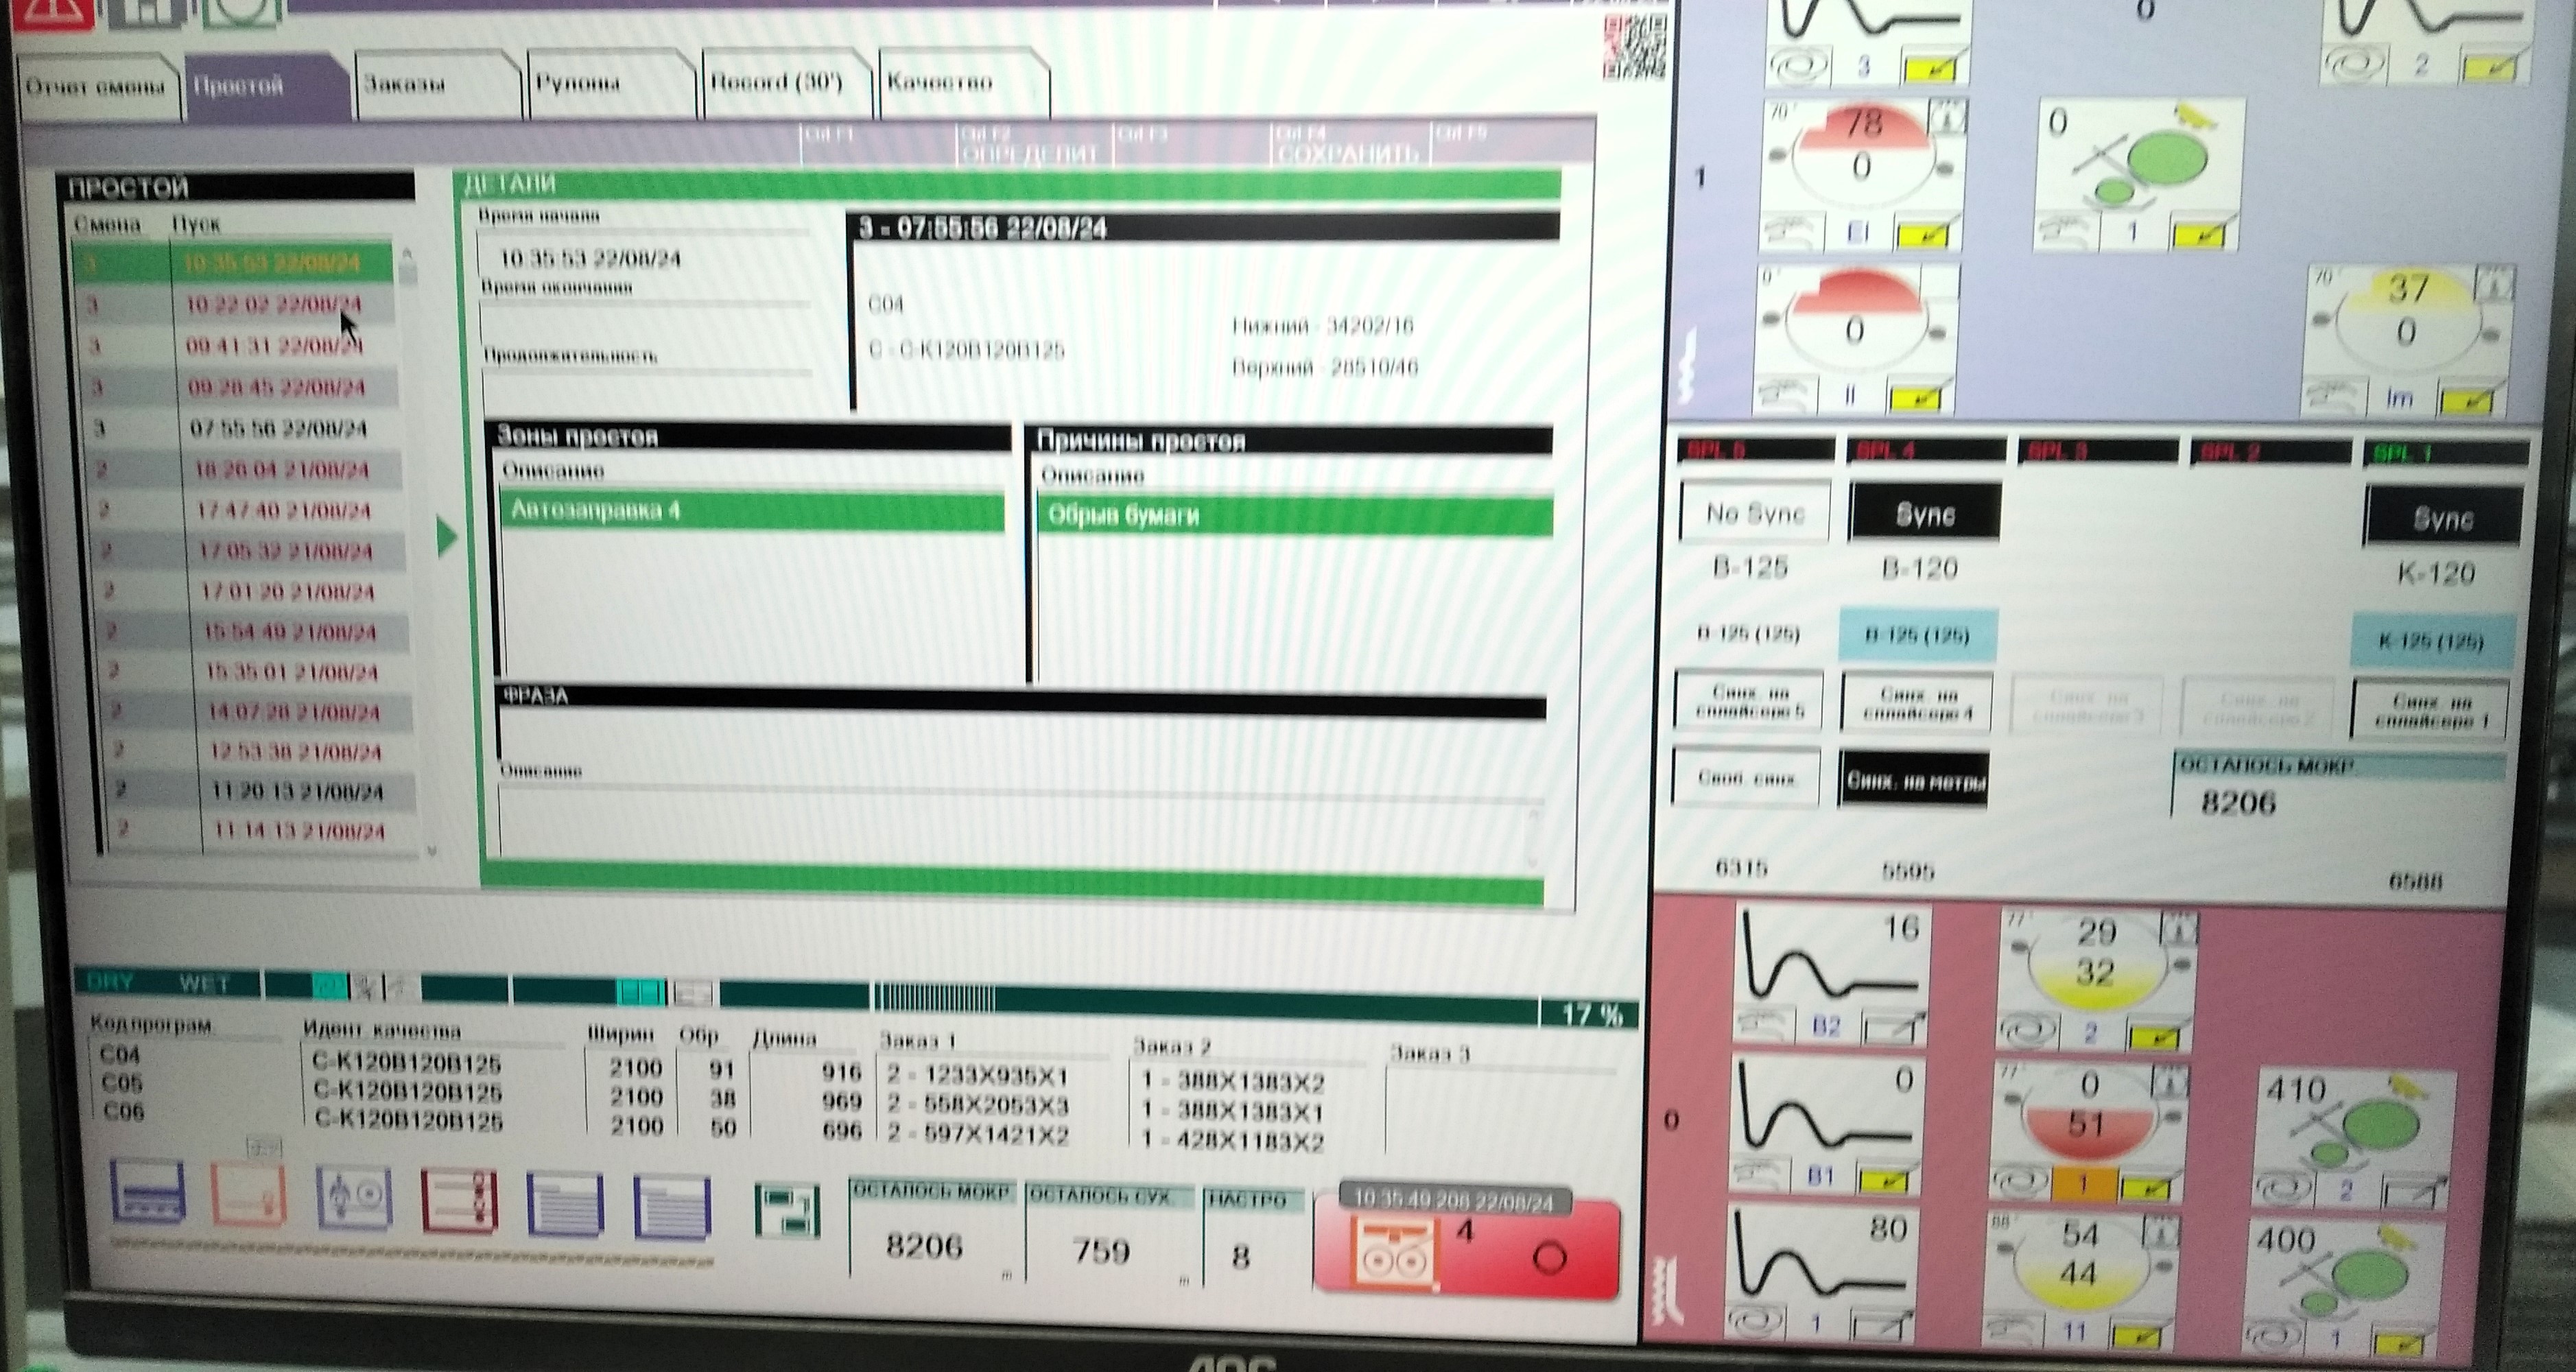 Отчет смены
Простой
Заказы
Рулоны
Record (30')
Качество
Ctrl F1
Ctrl F2
ОПРЕДЕЛИТ
Ctrl F3
Ctrl F4
СОХРАНИТЬ
Ctrl F5
ПРОСТОЙ
Смена Пуск
3 10:35:53 22/08/24
3 10:22:02 22/08/24
3 09:41:31 22/08/24
3 09:28:45 22/08/24
3 07:55:56 22/08/24
2 18:26:04 21/08/24
2 17:47:40 21/08/24
2 17:05:32 21/08/24
2 17:01:20 21/08/24
2 15:54:49 21/08/24
2 15:35:01 21/08/24
2 14:07:28 21/08/24
2 12:53:38 21/08/24
2 11:20:13 21/08/24
2 11:14:13 21/08/24
ДЕТАЛИ
Время начала
10:35:53 22/08/24
Время окончания
Продолжительность
3 - 07:55:56 22/08/24
C04
C - C-K120B120B125
Нижний - 34202/16
Верхний - 28510/46
Зоны простоя
Описание
Автозаправка 4
Причины простоя
Описание
Обрыв бумаги
ФРАЗА
Описание
DRY WET
17 %
Код програм. Идент. качества Ширин Обр Длина Заказ 1 Заказ 2 Заказ 3
C04 C-K120B120B125 2100 91 916 2 - 1233X935X1 1 - 388X1383X2
C05 C-K120B120B125 2100 38 969 2 - 558X2053X3 1 - 388X1383X1
C06 C-K120B120B125 2100 50 696 2 - 597X1421X2 1 - 428X1183X2
ОСТАЛОСЬ МОКР.
8206
m
ОСТАЛОСЬ СУХ.
759
m
НАСТРО
8
10:35:49.208 22/08/24
4
0
3
2
1
70°
78
0
El
0
1
0°
0
Il
70°
37
0
Im
SPL 5 SPL 4 SPL 3 SPL 2 SPL 1
No Sync Sync Sync
B-125 B-120 K-120
B-125 (125) B-125 (125) K-125 (125)
Синх. на сплайсере 5
Синх. на сплайсере 4
Синх. на сплайсере 3
Синх. на сплайсере 2
Синх. на сплайсере 1
Своб. синх.
Синх. на метры
ОСТАЛОСЬ МОКР.
8206
6315 5595 6588
16
B2
77°
29
32
2
0
0
B1
77°
0
51
1
410
2
80
1
88°
54
44
11
400
1
AOC